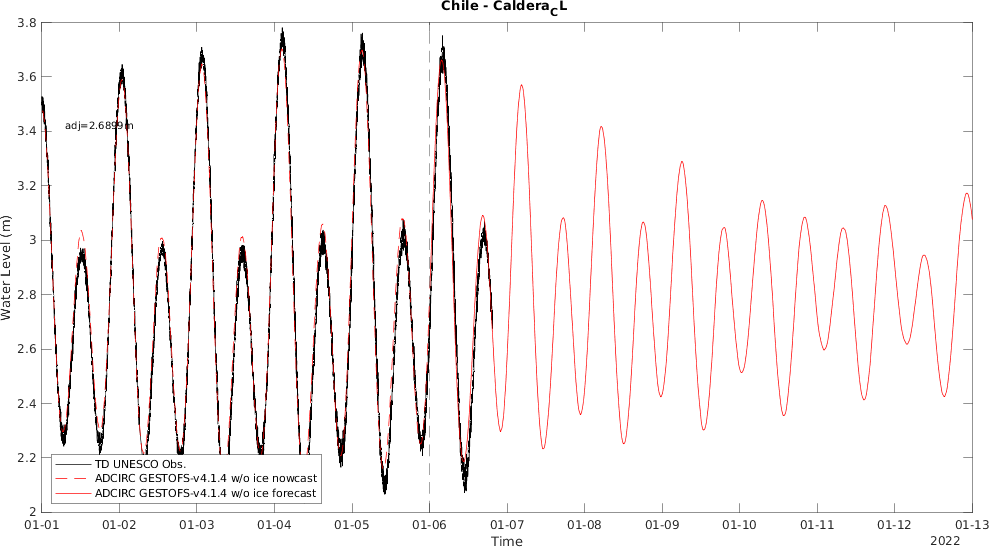 Chile - Caldera_CL
3.8
3.6
3.4
3.2
3
2.8
2.6
2.4
2.2
2
Water Level (m)
adj=2.6899m
TD UNESCO Obs.
ADCIRC GESTOFS-v4.1.4 w/o ice nowcast
ADCIRC GESTOFS-v4.1.4 w/o ice forecast
01-01 01-02 01-03 01-04 01-05 01-06 01-07 01-08 01-09 01-10 01-11 01-12 01-13
Time
2022